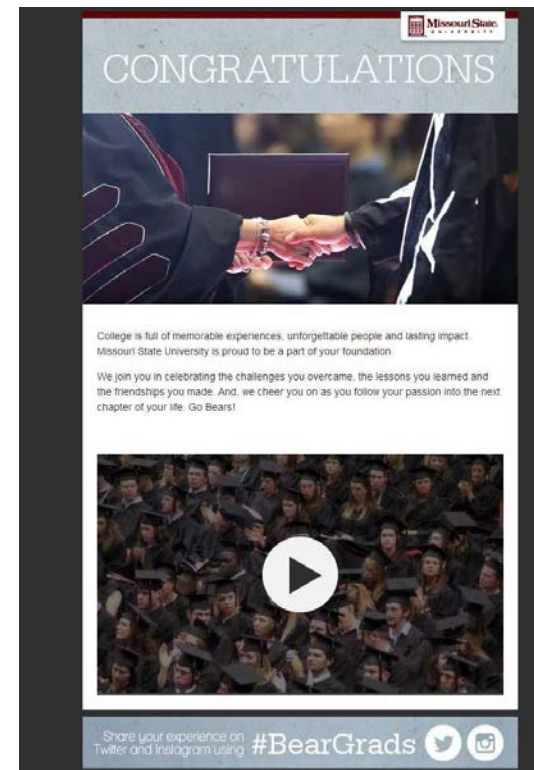 Missouri State.
UNIVERSITY
CONGRATULATIONS
College is full of memorable experiences, unforgettable people and lasting impact.
Missouri State University is proud to be a part of your foundation.
We join you in celebrating the challenges you overcame, the lessons you learned and
the friendships you made. And, we cheer you on as you follow your passion into the next
chapter of your life. Go Bears!
Share your experience on
Twitter and Instagram using
#BearGrads